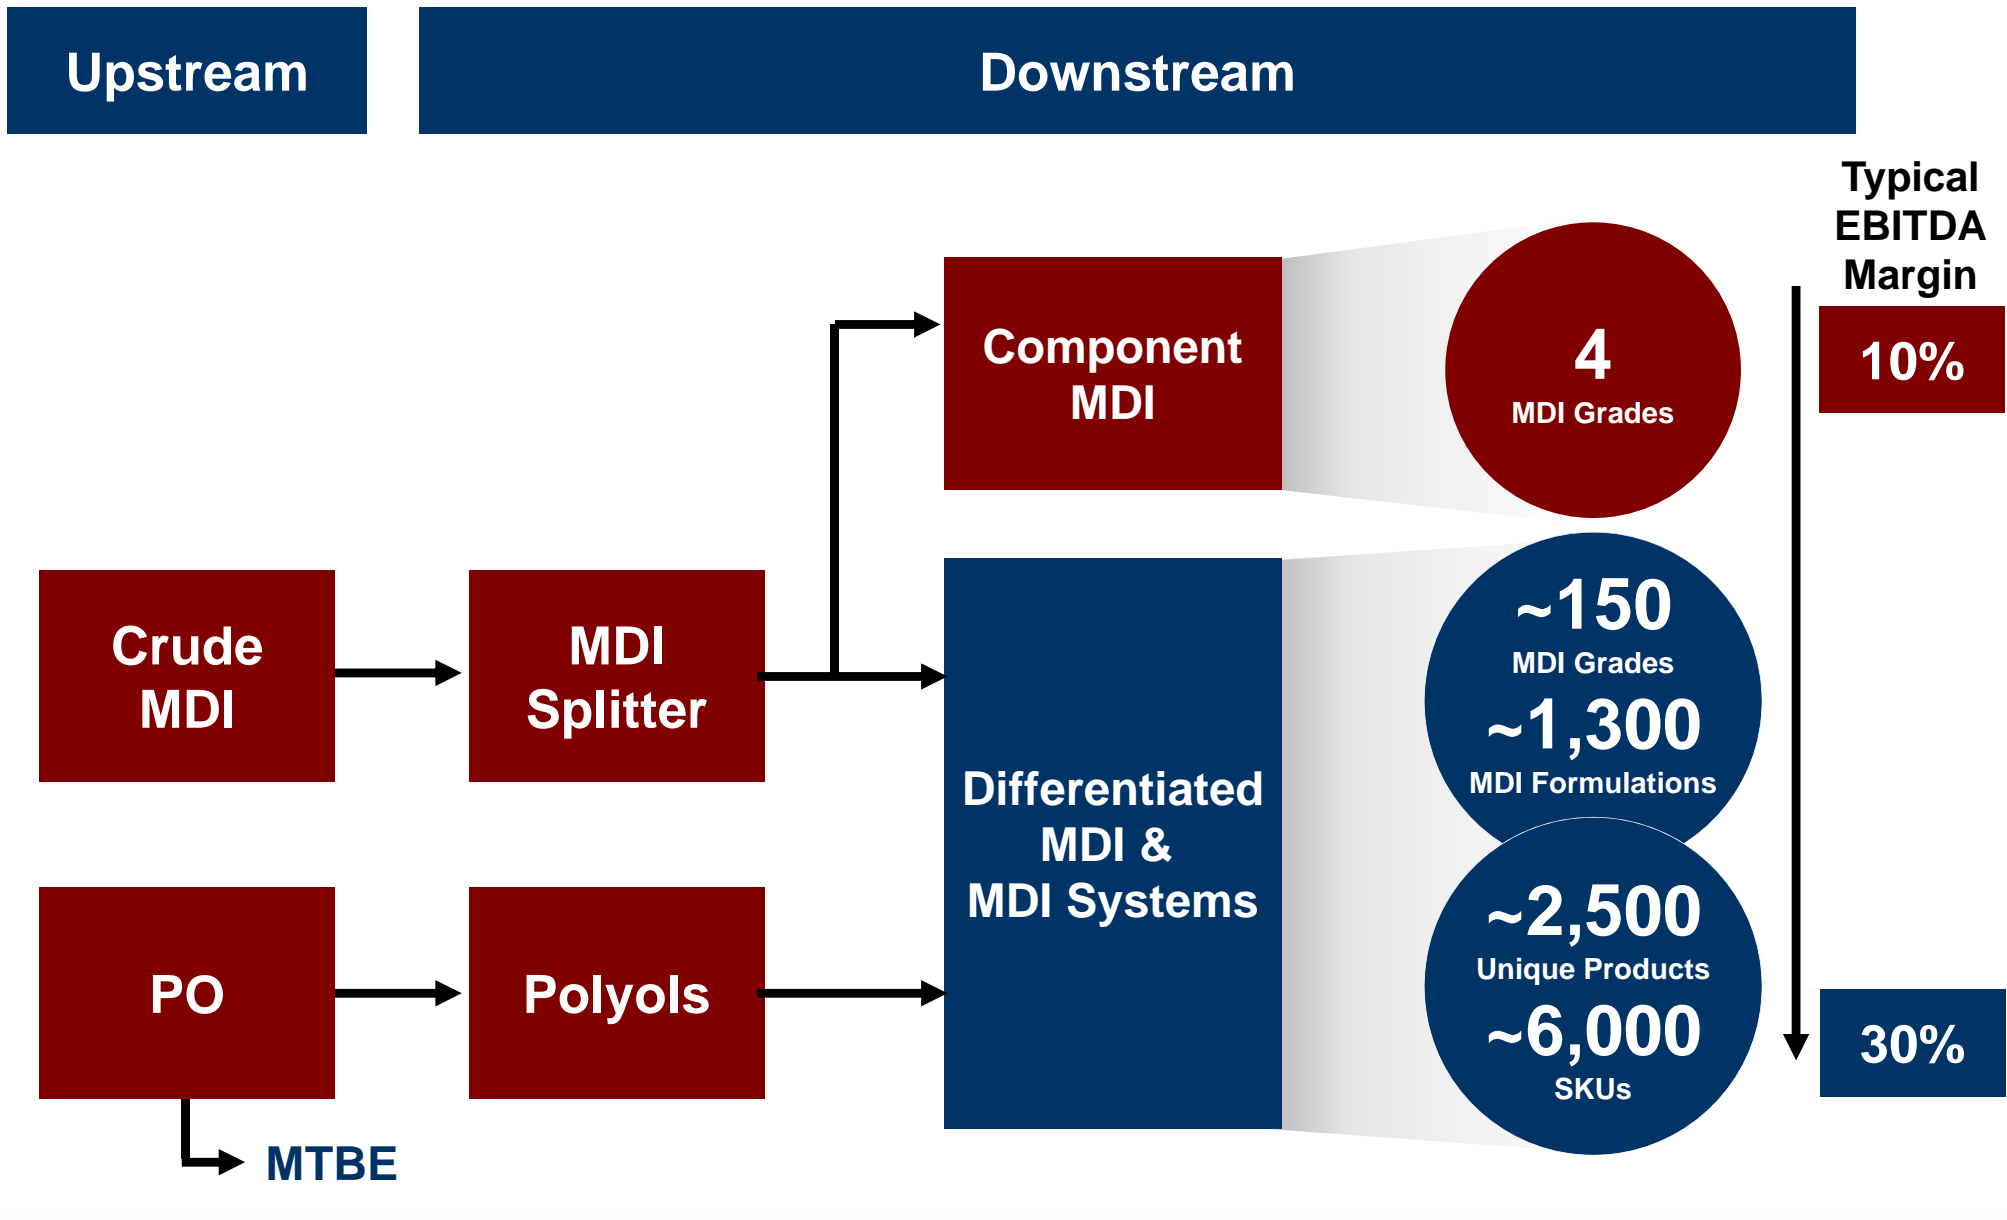 Upstream
Downstream
Typical
EBITDA
Margin
Component
MDI
4
MDI Grades
10%
Crude
MDI
MDI
Splitter
~150
MDI Grades
~1,300
MDI Formulations
Differentiated
MDI &
MDI Systems
PO
Polyols
~2,500
Unique Products
~6,000
SKUs
30%
MTBE